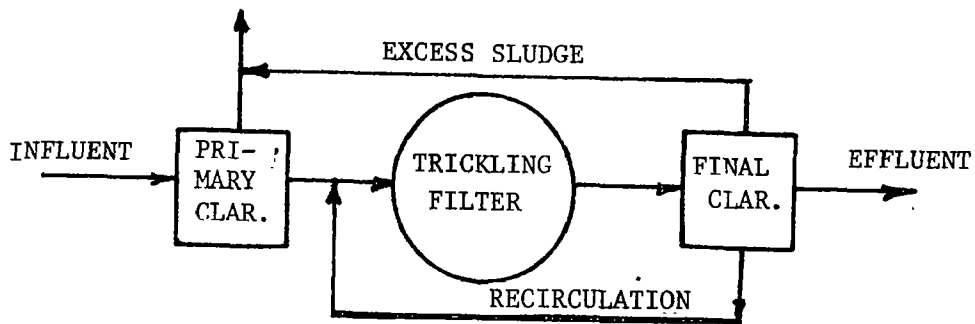 EXCESS SLUDGE
INFLUENT
PRI-
MARY
CLAR.
TRICKLING
FILTER
FINAL
CLAR.
EFFLUENT
RECIRCULATION